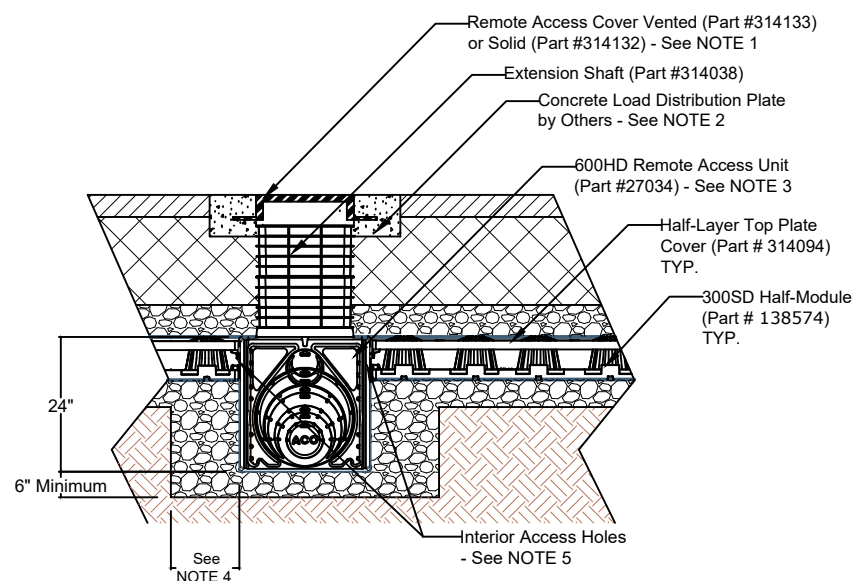 Remote Access Cover Vented (Part #314133)
or Solid (Part #314132) - See NOTE 1
Extension Shaft (Part #314038)
Concrete Load Distribution Plate
by Others - See NOTE 2
600HD Remote Access Unit
(Part #27034) - See NOTE 3
Half-Layer Top Plate
Cover (Part # 314094)
TYP.
300SD Half-Module
(Part # 138574)
TYP.
24"
ACO
6" Minimum
Interior Access Holes
- See NOTE 5
See
NOTE 4